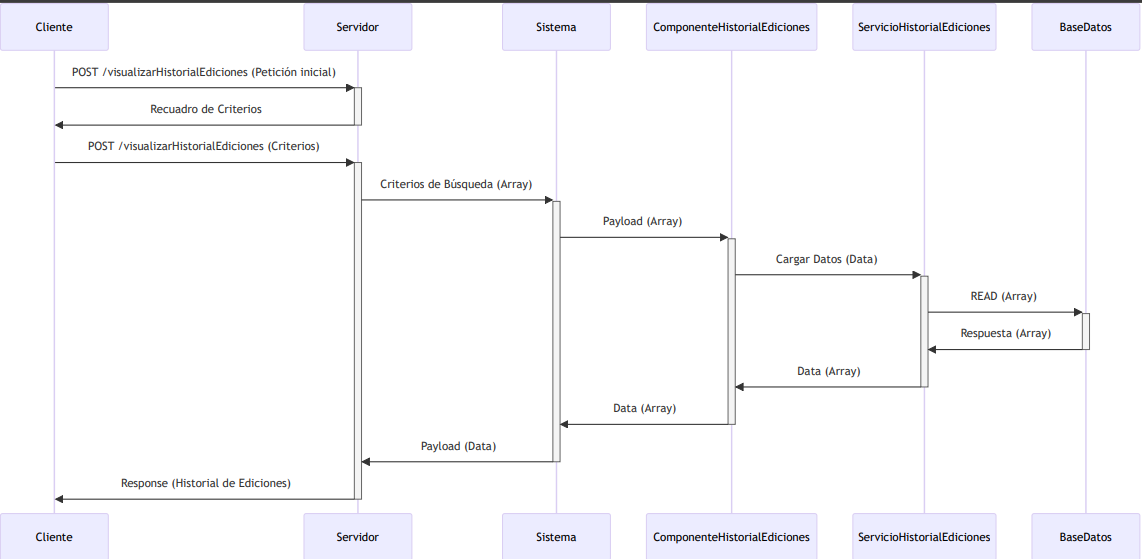 Cliente
Servidor
Sistema
ComponenteHistorialEdiciones
ServicioHistorialEdiciones
BaseDatos
POST /visualizarHistorialEdiciones (Petición inicial)
Recuadro de Criterios
POST /visualizarHistorialEdiciones (Criterios)
Criterios de Búsqueda (Array)
Payload (Array)
Cargar Datos (Data)
READ (Array)
Respuesta (Array)
Data (Array)
Data (Array)
Payload (Data)
Response (Historial de Ediciones)
Cliente
Servidor
Sistema
ComponenteHistorialEdiciones
ServicioHistorialEdiciones
BaseDatos